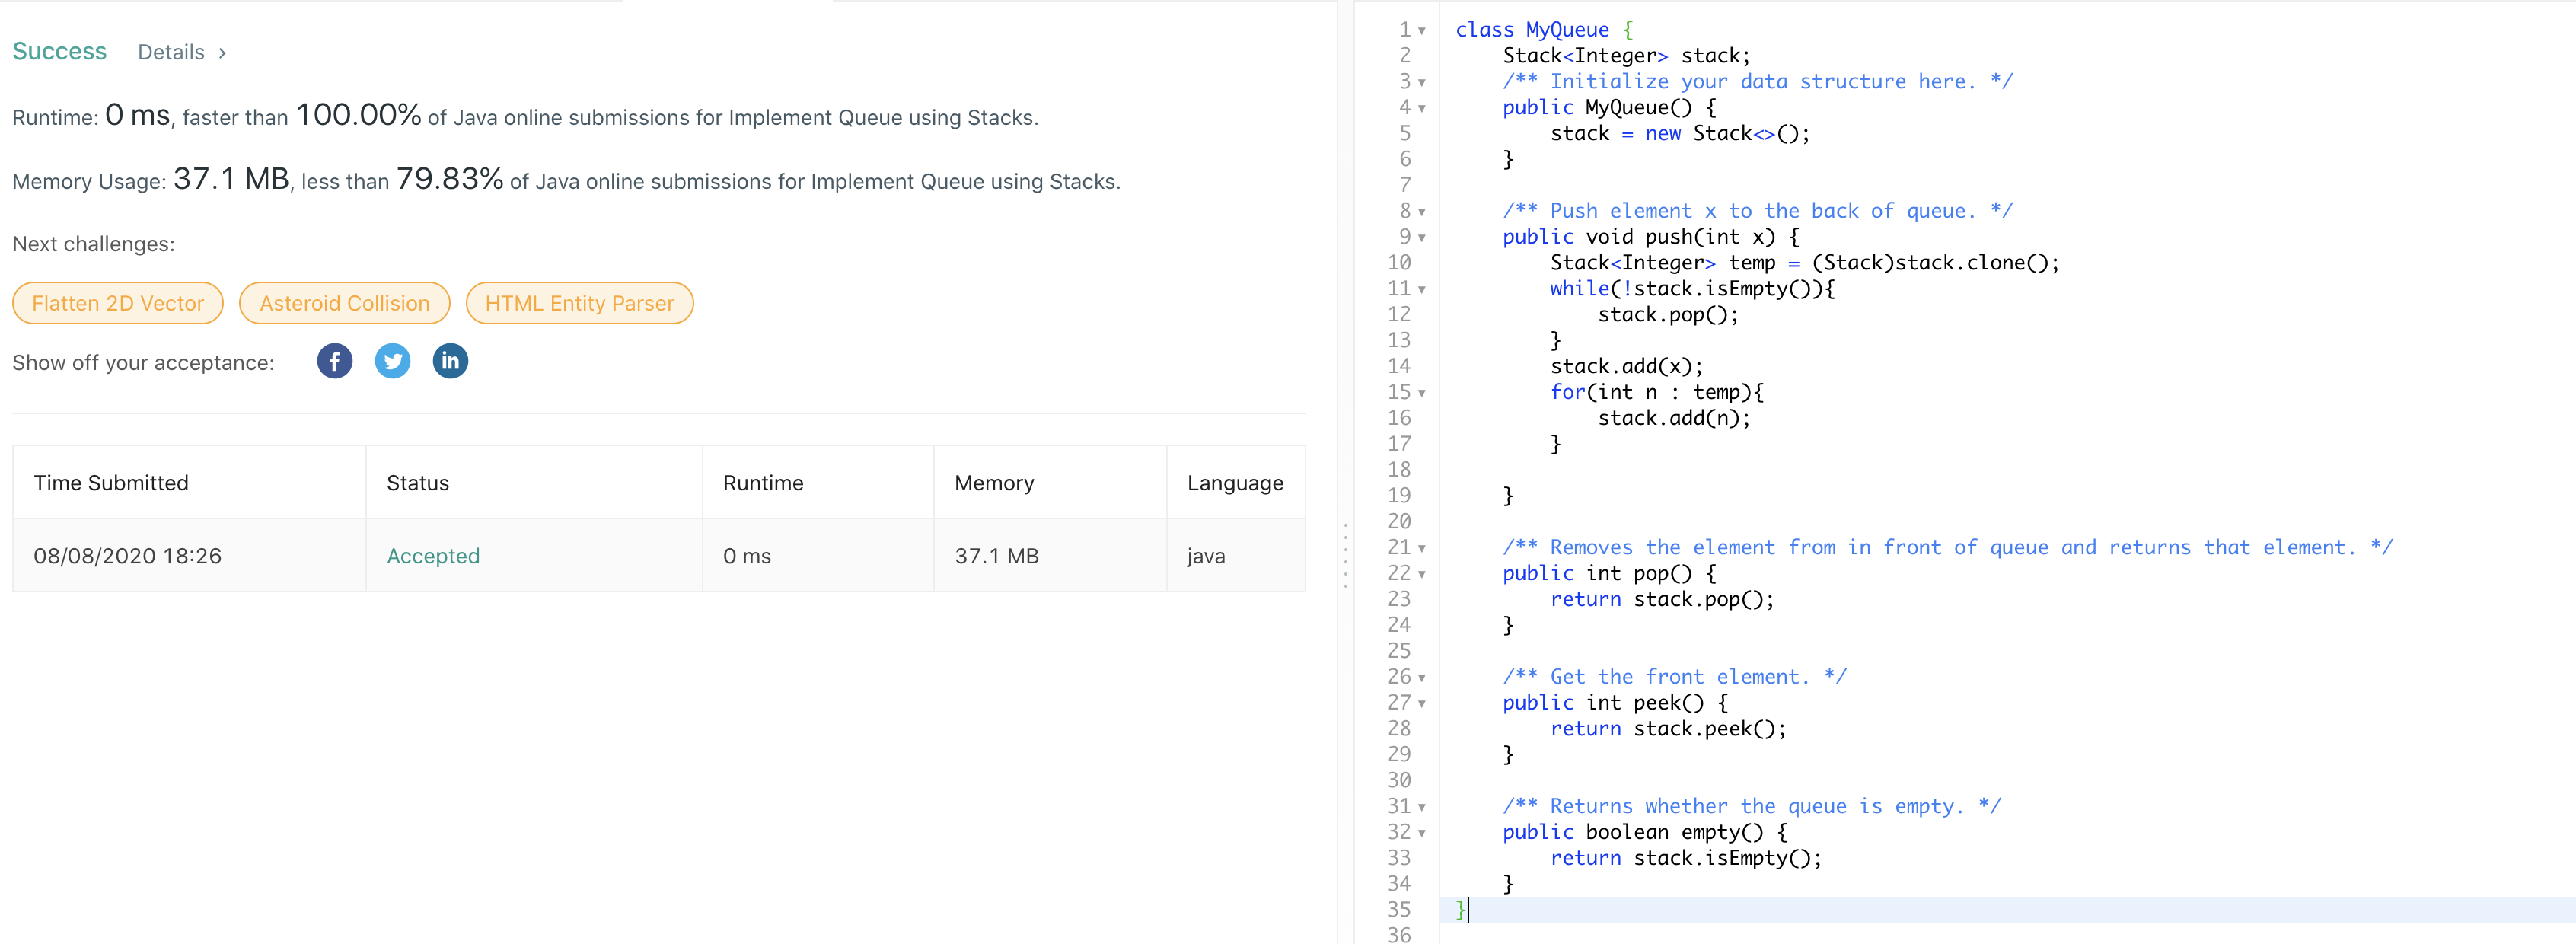 Success Details >
Runtime: 0 ms, faster than 100.00% of Java online submissions for Implement Queue using Stacks.
Memory Usage: 37.1 MB, less than 79.83% of Java online submissions for Implement Queue using Stacks.
Next challenges:
Flatten 2D Vector Asteroid Collision HTML Entity Parser
Show off your acceptance: f in
Time Submitted Status Runtime Memory Language
08/08/2020 18:26 Accepted 0 ms 37.1 MB java
1 class MyQueue {
2     Stack<Integer> stack;
3     /** Initialize your data structure here. */
4     public MyQueue() {
5         stack = new Stack<>();
6     }
7
8     /** Push element x to the back of queue. */
9     public void push(int x) {
10         Stack<Integer> temp = (Stack)stack.clone();
11         while(!stack.isEmpty()){
12             stack.pop();
13         }
14         stack.add(x);
15         for(int n : temp){
16             stack.add(n);
17         }
18
19     }
20
21     /** Removes the element from in front of queue and returns that element. */
22     public int pop() {
23         return stack.pop();
24     }
25
26     /** Get the front element. */
27     public int peek() {
28         return stack.peek();
29     }
30
31     /** Returns whether the queue is empty. */
32     public boolean empty() {
33         return stack.isEmpty();
34     }
35 }
36